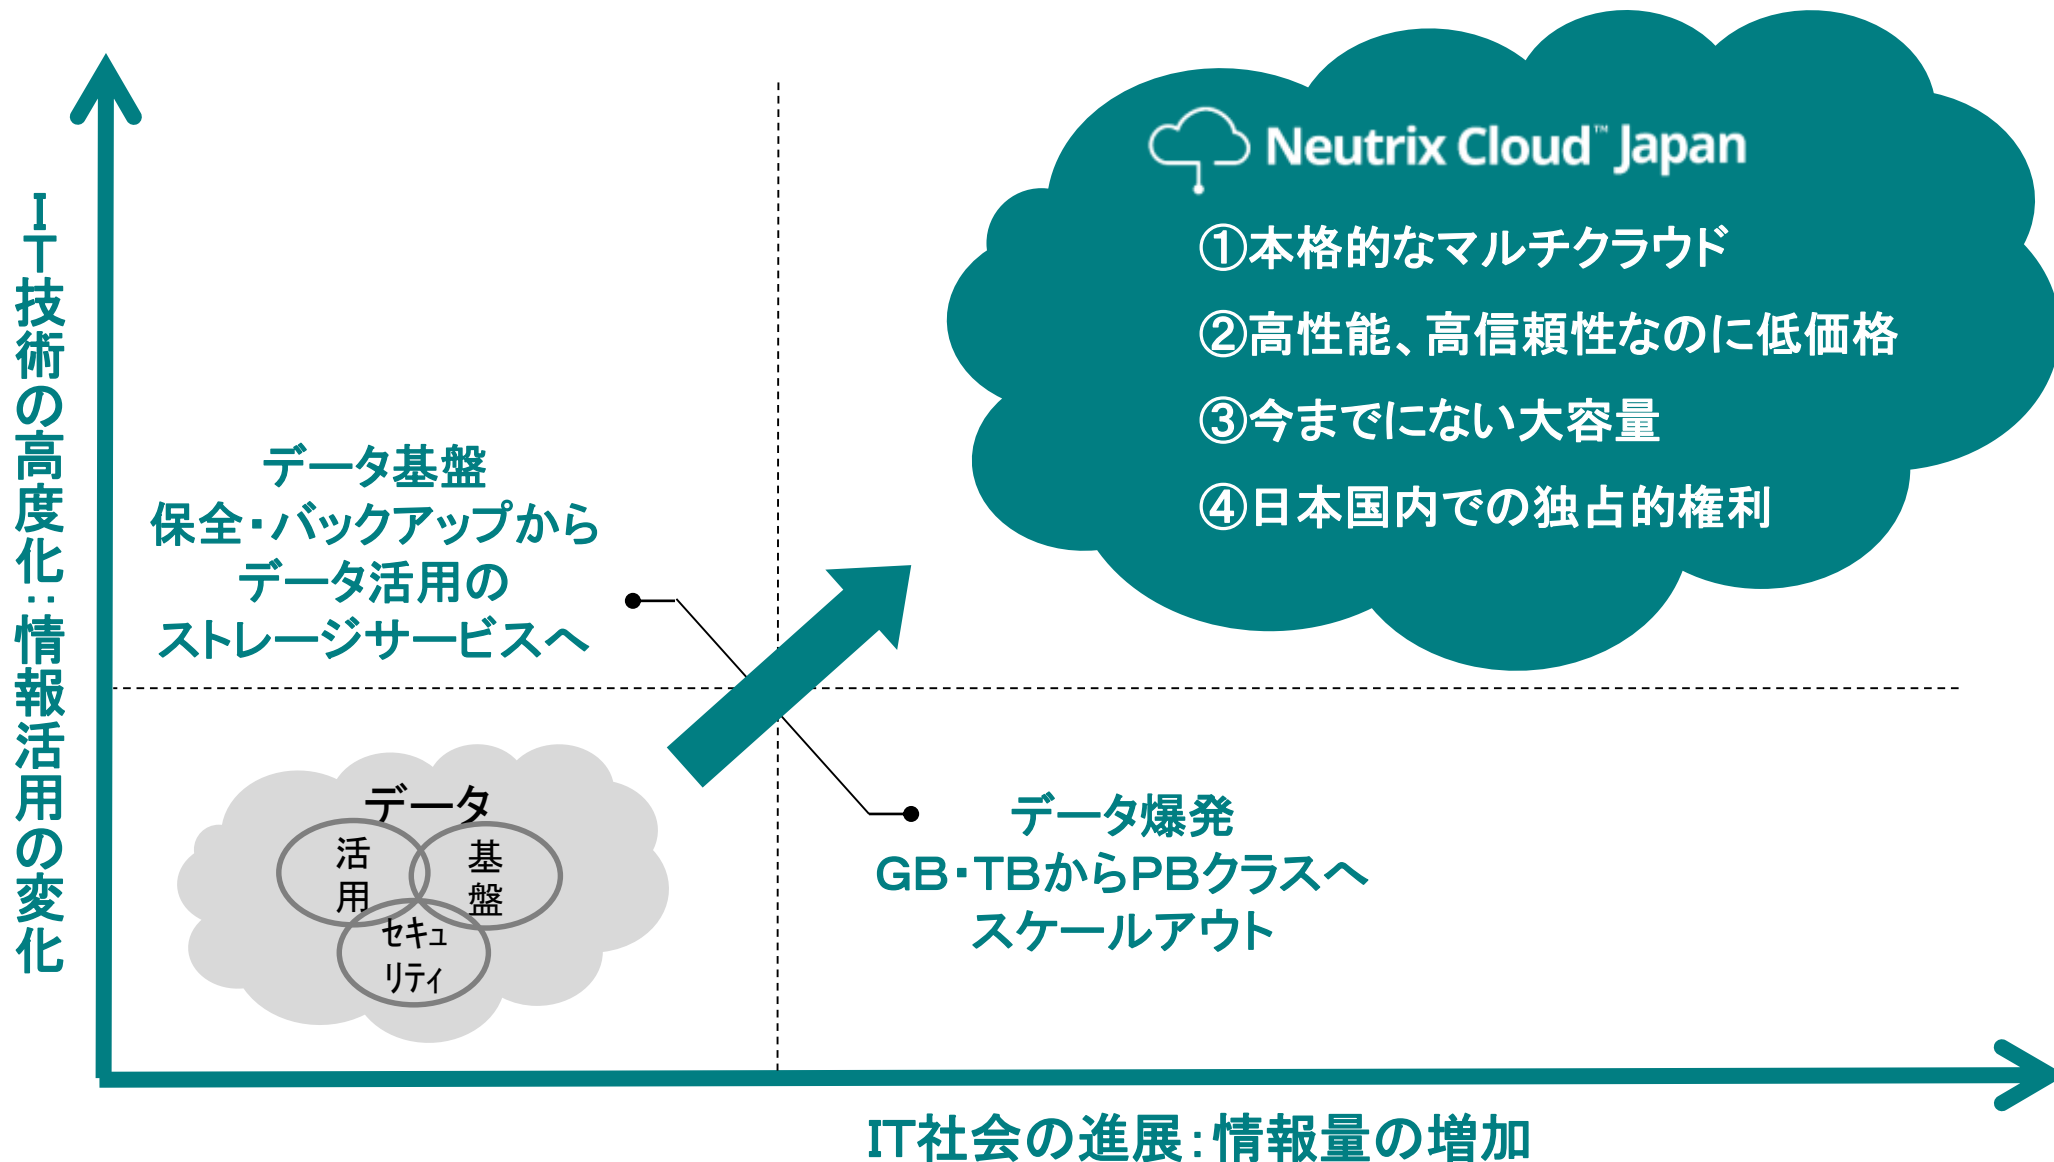 Neutrix Cloud™ Japan
①本格的なマルチクラウド
②高性能、高信頼性なのに低価格
③今までにない大容量
④日本国内での独占的権利
IT技術の高度化：情報活用の変化
データ基盤
保全・バックアップから
データ活用の
ストレージサービスへ
データ
活用
基盤
セキュ
リティ
データ爆発
GB・TBからPBクラスへ
スケールアウト
IT社会の進展：情報量の増加